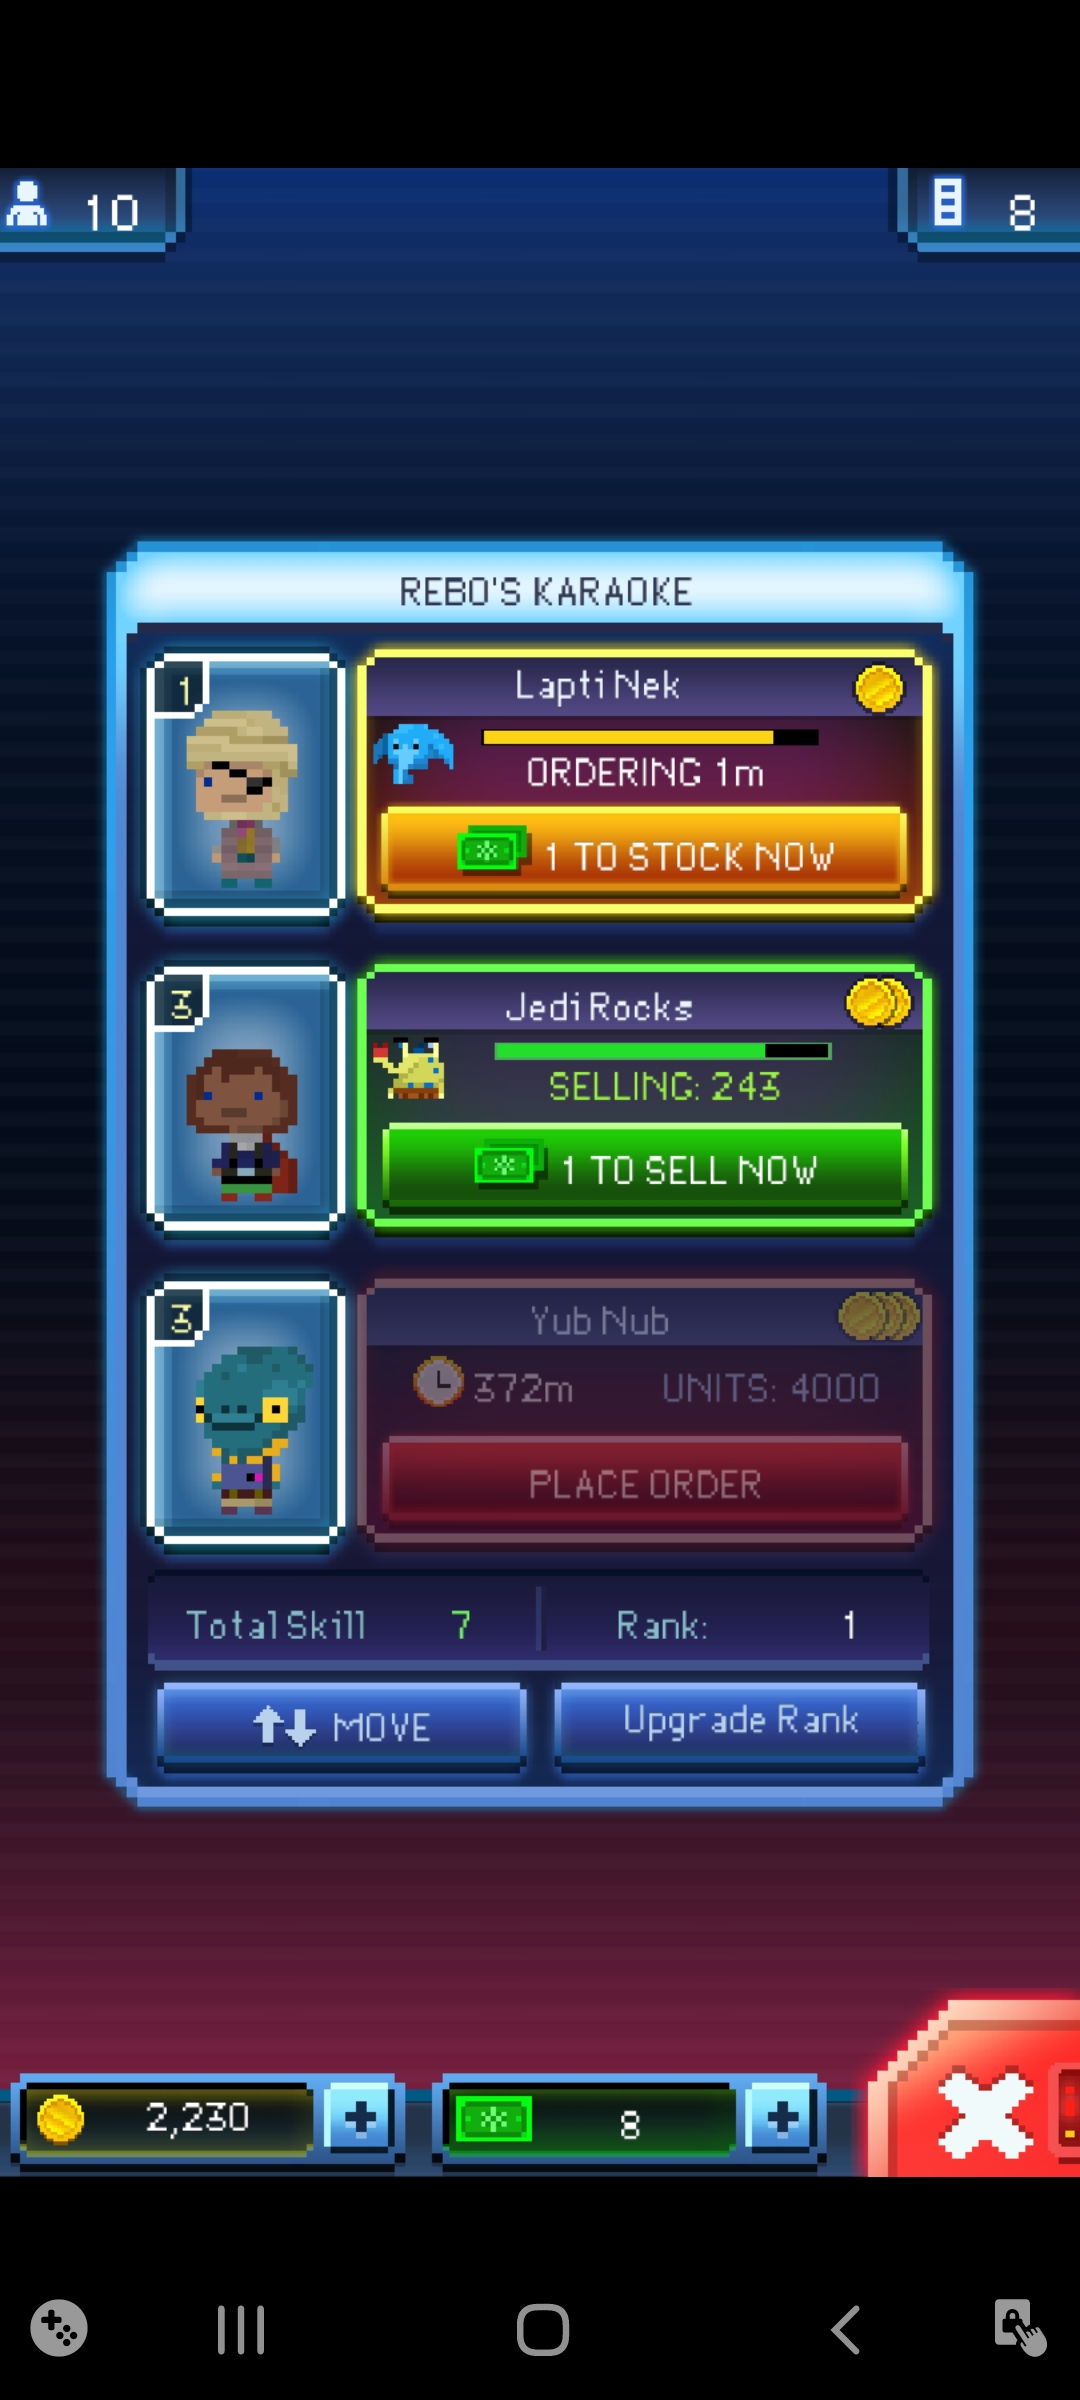 10
8
REBO'S KARAOKE
1
Lapti Nek
ORDERING 1m
1 TO STOCK NOW
3
Jedi Rocks
SELLING: 243
1 TO SELL NOW
3
Yub Nub
372m UNITS: 4000
PLACE ORDER
Total Skill 7 Rank: 1
MOVE Upgrade Rank
2,230 + 8 +